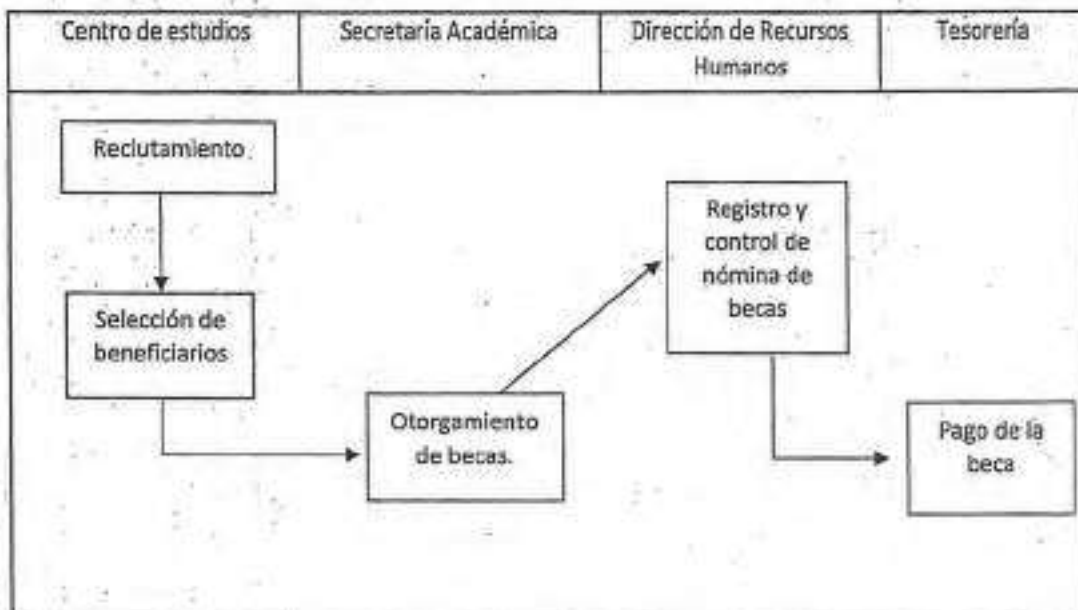 Centro de estudios
Secretaría Académica
Dirección de Recursos
Humanos
Tesorería
Reclutamiento
Selección de
beneficiarios
Otorgamiento
de becas.
Registro y
control de
nómina de
becas
Pago de la
beca